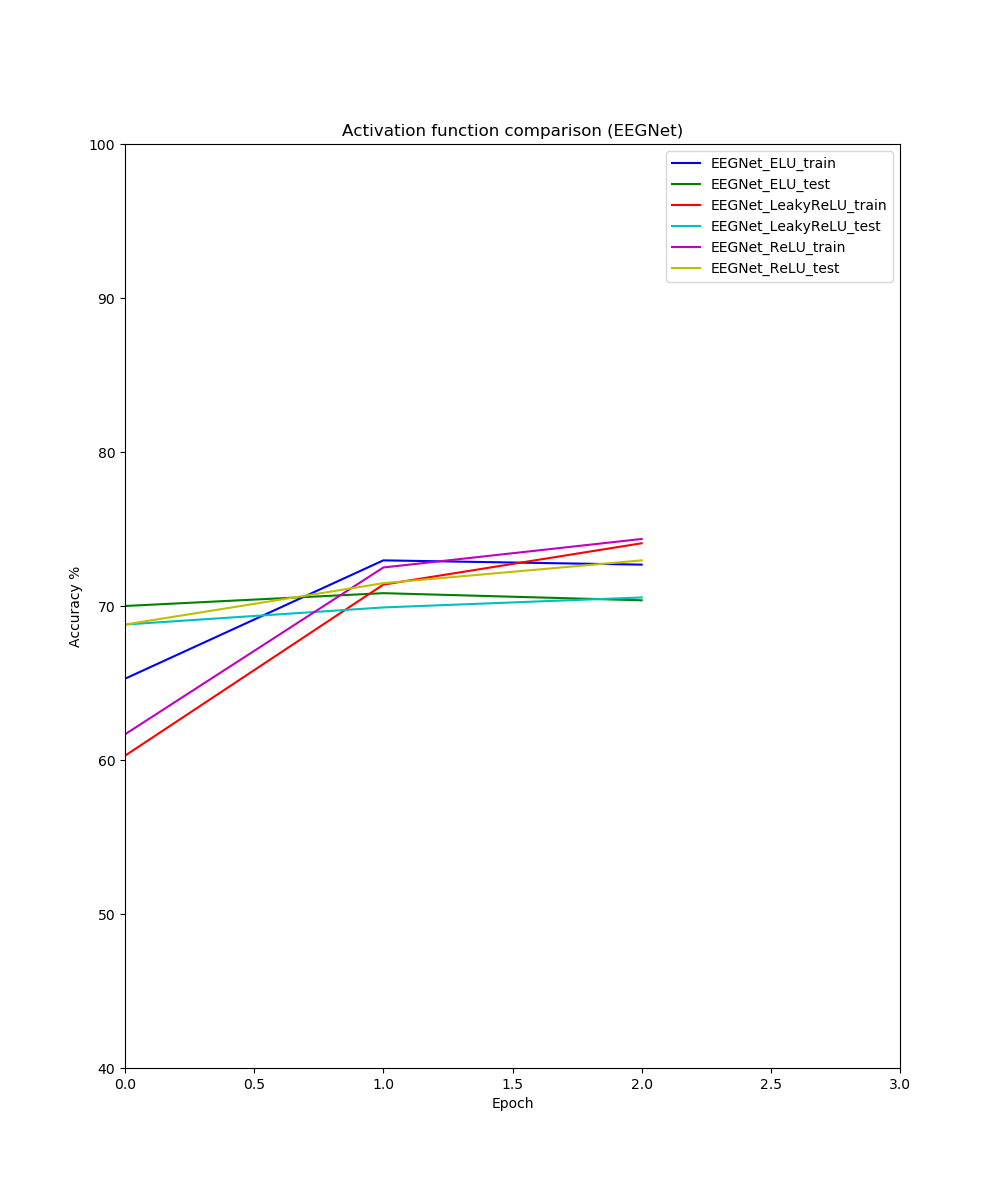 Activation function comparison (EEGNet)
100
90
80
70
60
50
40
Accuracy %
EEGNet_ELU_train
EEGNet_ELU_test
EEGNet_LeakyReLU_train
EEGNet_LeakyReLU_test
EEGNet_ReLU_train
EEGNet_ReLU_test
0.0 0.5 1.0 1.5 2.0 2.5 3.0
Epoch